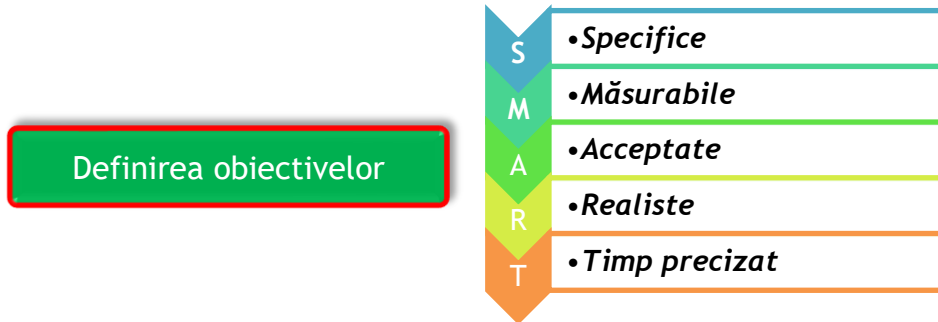 Definirea obiectivelor
S
•Specifice
M
•Măsurabile
A
•Acceptate
R
•Realiste
T
•Timp precizat